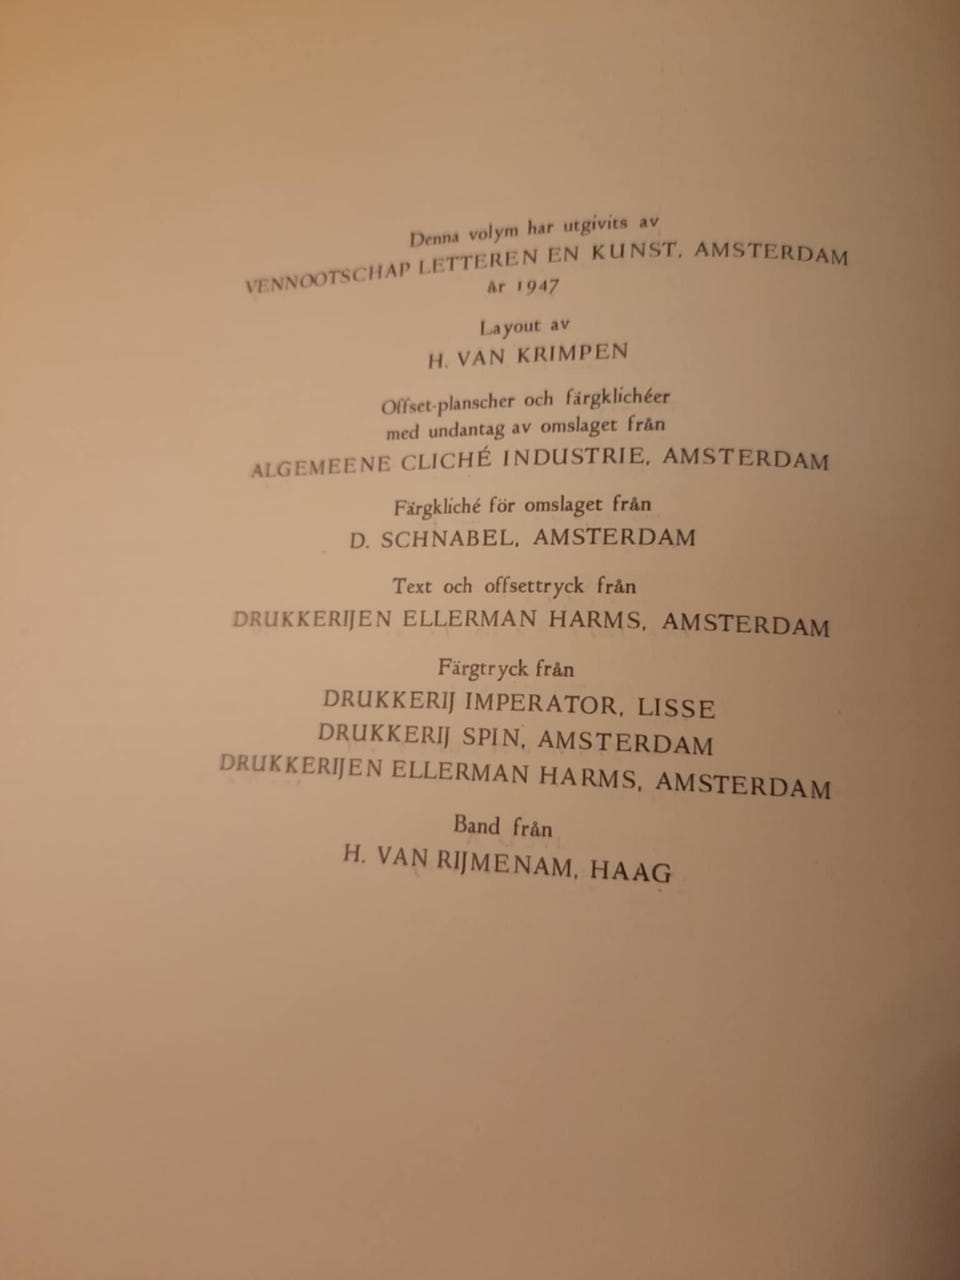 Denna volym har utgivits av
VENNOOTSCHAP LETTEREN EN KUNST, AMSTERDAM
år 1947
Layout av
H. VAN KRIMPEN
Offset-planscher och färgklichéer
med undantag av omslaget från
ALGEMEENE CLICHÉ INDUSTRIE, AMSTERDAM
Färgkliché för omslaget från
D. SCHNABEL, AMSTERDAM
Text och offsettryck från
DRUKKERIJEN ELLERMAN HARMS, AMSTERDAM
Färgtryck från
DRUKKERIJ IMPERATOR, LISSE
DRUKKERIJ SPIN, AMSTERDAM
DRUKKERIJEN ELLERMAN HARMS, AMSTERDAM
Band från
H. VAN RIJMENAM, HAAG